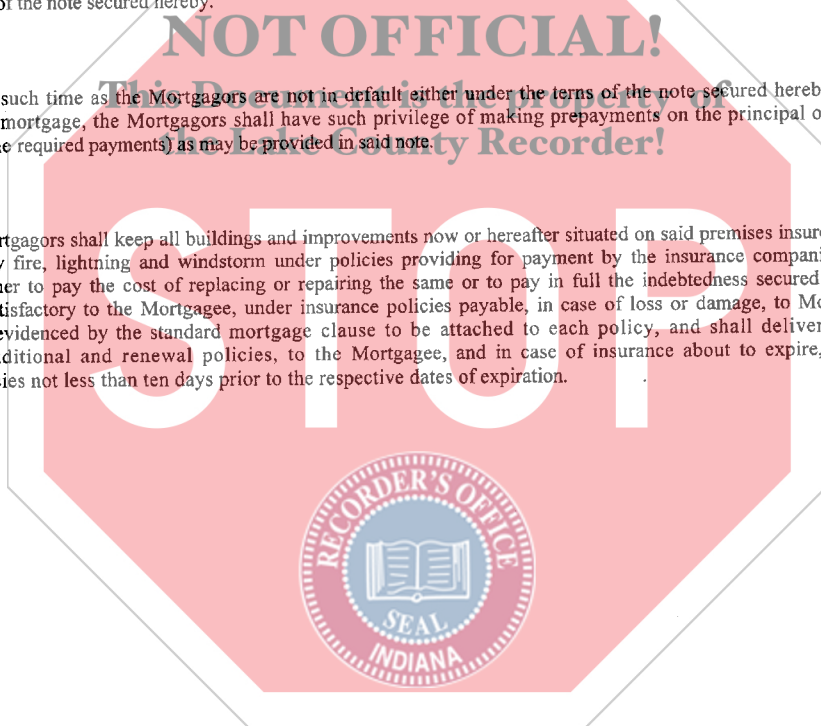 of the note secured hereby.
NOT OFFICIAL!
This Document is the property of
the Lake County Recorder!
such time as the Mortgagors are not in default either under the terns of the note secured hereb
mortgage, the Mortgagors shall have such privilege of making prepayments on the principal o
e required payments) as may be provided in said note.
STOP
rtgagors shall keep all buildings and improvements now or hereafter situated on said premises insur
y fire, lightning and windstorm under policies providing for payment by the insurance compani
er to pay the cost of replacing or repairing the same or to pay in full the indebtedness secured
tisfactory to the Mortgagee, under insurance policies payable, in case of loss or damage, to Mo
evidenced by the standard mortgage clause to be attached to each policy, and shall deliver
ditional and renewal policies, to the Mortgagee, and in case of insurance about to expire,
ies not less than ten days prior to the respective dates of expiration.
RECORDER'S OFFICE
SEAL
INDIANA